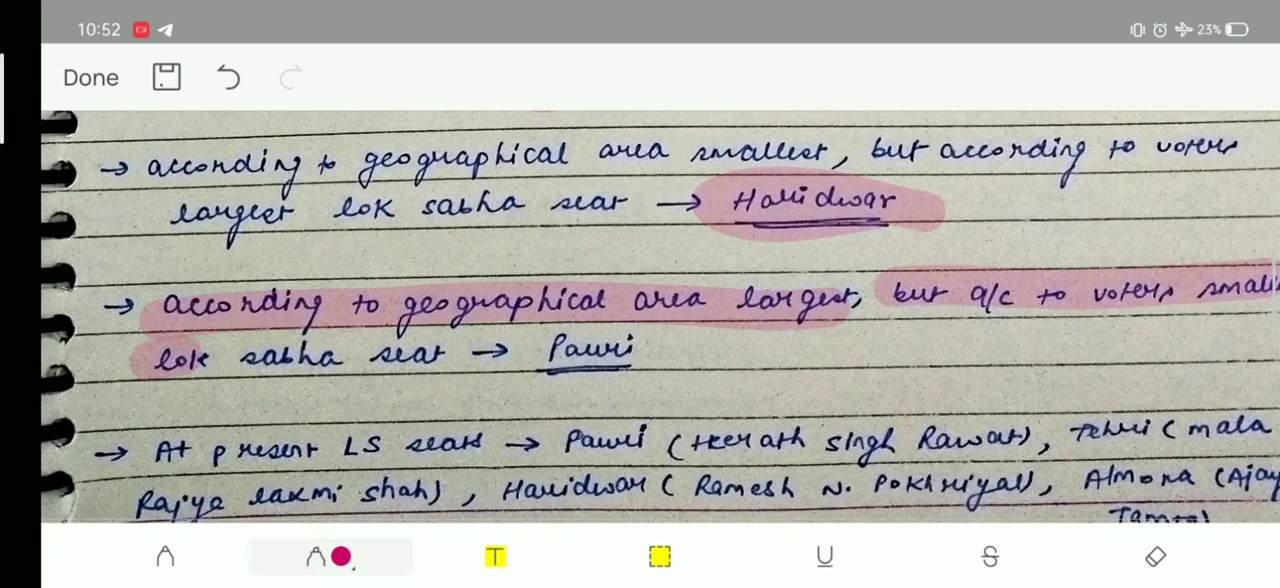 10:52
23%
Done
→ according to geographical area smallest, but according to voters
largest lok sabha seat → Haridwar
→ according to geographical area largest, but a/c to voters small
lok sabha seat → Pauri
→ At present LS seats → Pauri (Teerath Singh Rawat), Tehri (mala
Rajya laxmi shah), Haridwar (Ramesh N. Pokhriyal), Almora (Ajay
Tamta)
T
U
S